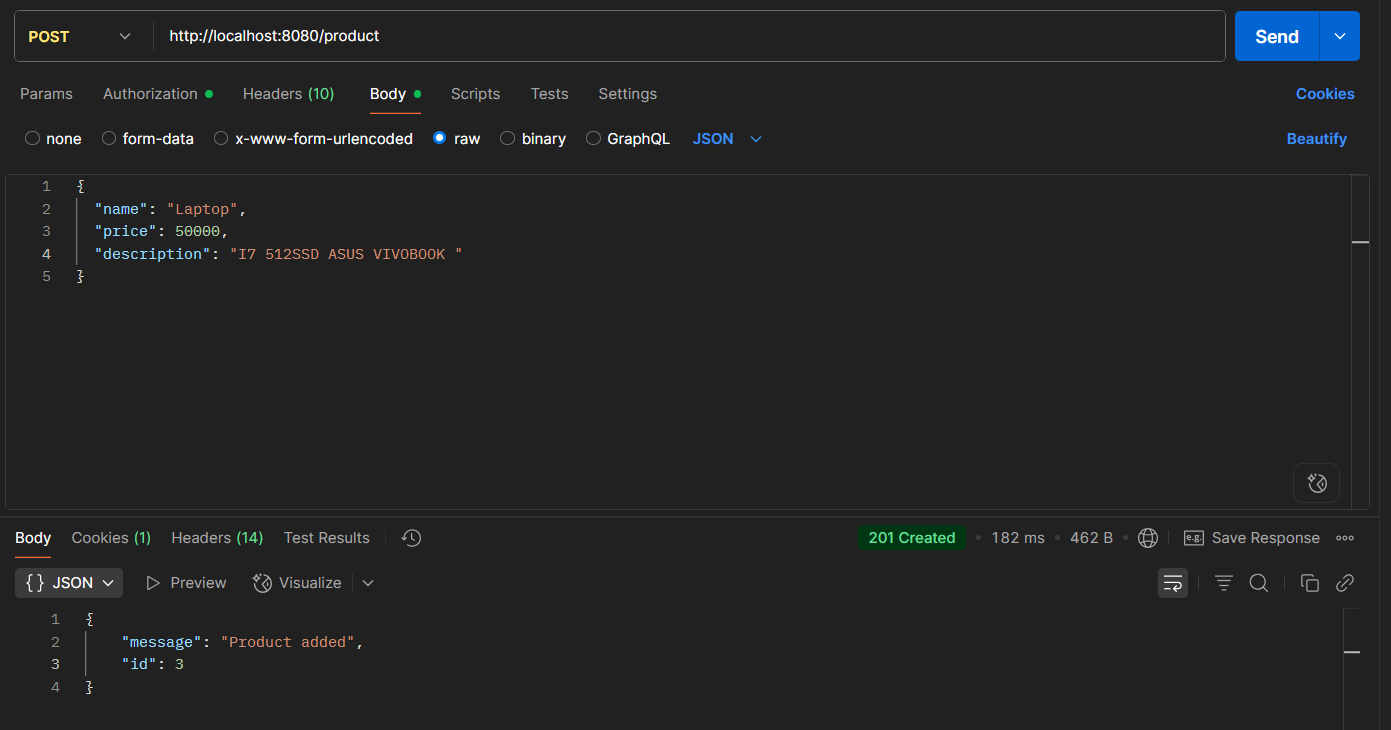 POST http://localhost:8080/product Send
Params Authorization Headers (10) Body Scripts Tests Settings Cookies
none form-data x-www-form-urlencoded raw binary GraphQL JSON Beautify
1 {
2 "name": "Laptop",
3 "price": 50000,
4 "description": "I7 512SSD ASUS VIVOBOOK "
5 }
Body Cookies (1) Headers (14) Test Results 201 Created 182 ms 462 B e.g. Save Response
{} JSON Preview Visualize
1 {
2 "message": "Product added",
3 "id": 3
4 }